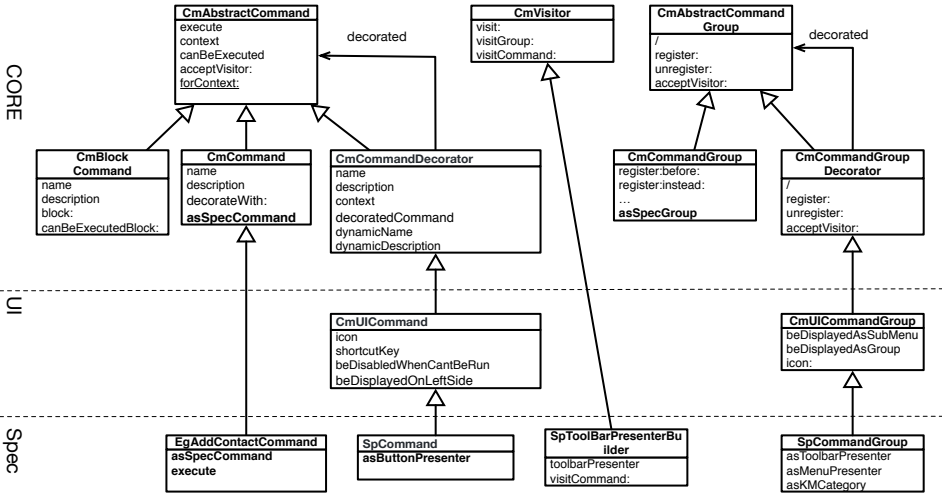 CORE
CmAbstractCommand
execute
context
canBeExecuted
acceptVisitor:
forContext:
decorated
CmVisitor
visit:
visitGroup:
visitCommand:
CmAbstractCommand
Group
/
register:
unregister:
acceptVisitor:
decorated
CmBlock
Command
name
description
block:
canBeExecutedBlock:
CmCommand
name
description
decorateWith:
asSpecCommand
CmCommandDecorator
name
description
context
decoratedCommand
dynamicName
dynamicDescription
CmCommandGroup
register:before:
register:instead:
...
asSpecGroup
CmCommandGroup
Decorator
/
register:
unregister:
acceptVisitor:
UI
CmUICommand
icon
shortcutKey
beDisabledWhenCantBeRun
beDisplayedOnLeftSide
CmUICommandGroup
beDisplayedAsSubMenu
beDisplayedAsGroup
icon:
Spec
EgAddContactCommand
asSpecCommand
execute
SpCommand
asButtonPresenter
SpToolBarPresenterBu
ilder
toolbarPresenter
visitCommand:
SpCommandGroup
asToolbarPresenter
asMenuPresenter
asKMCategory